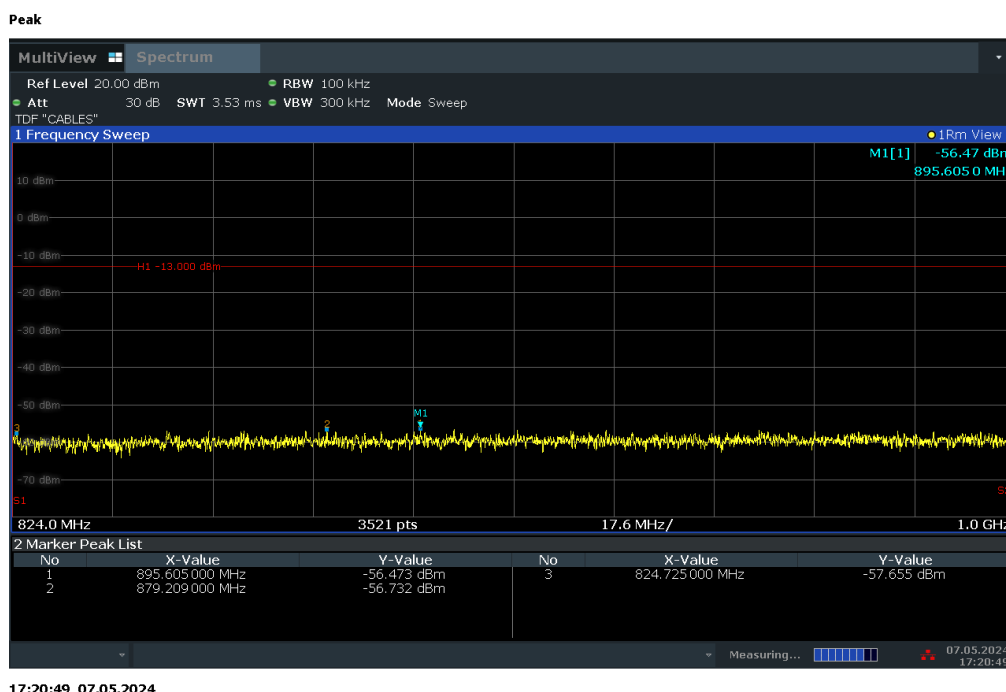 Peak
MultiView Spectrum
Ref Level 20.00 dBm RBW 100 kHz
Att 30 dB SWT 3.53 ms VBW 300 kHz Mode Sweep
TDF "CABLES"
1 Frequency Sweep 1Rm View
M1[1] -56.47 dBm
895.6050 MH
10 dBm
0 dBm
-10 dBm
H1 -13.000 dBm
-20 dBm
-30 dBm
-40 dBm
-50 dBm
M1
3 2
-70 dBm
S1
824.0 MHz 3521 pts 17.6 MHz/ 1.0 GHz
2 Marker Peak List
No X-Value Y-Value No X-Value Y-Value
1 895.605000 MHz -56.473 dBm 3 824.725000 MHz -57.655 dBm
2 879.209000 MHz -56.732 dBm
Measuring... 07.05.2024
17:20:49
17:20:49 07.05.2024